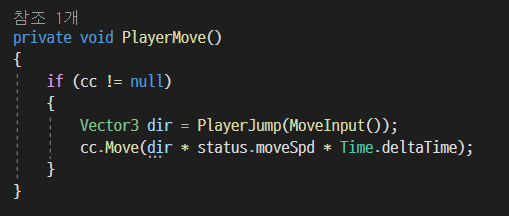 참조 1개
private void PlayerMove()
{
if (cc != null)
{
Vector3 dir = PlayerJump(MoveInput());
cc.Move(dir * status.moveSpd * Time.deltaTime);
}
}